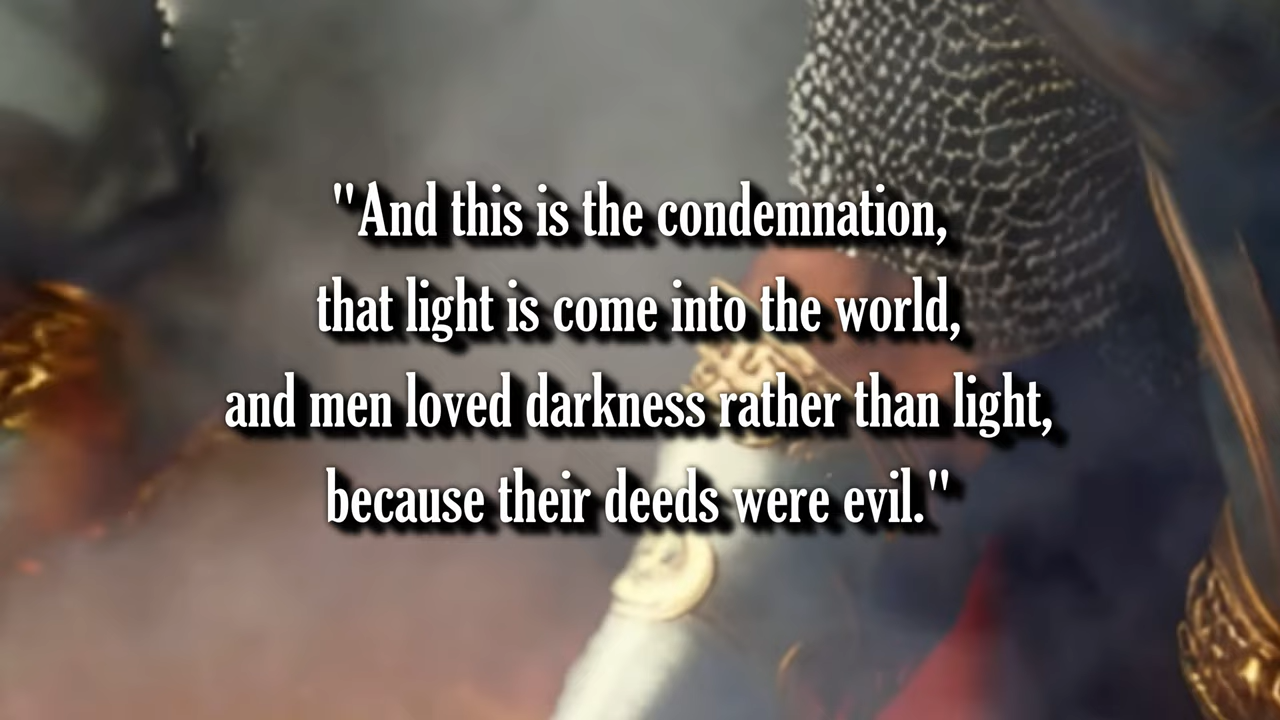 "And this is the condemnation,
that light is come into the world,
and men loved darkness rather than light,
because their deeds were evil."